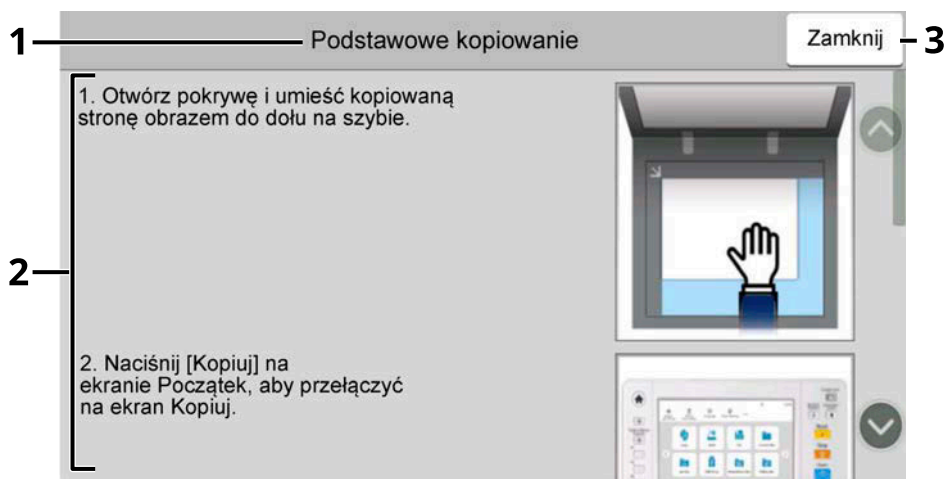 1
Podstawowe kopiowanie
Zamknij
3
1. Otwórz pokrywę i umieść kopiowaną
stronę obrazem do dołu na szybie.
2
2. Naciśnij [Kopiuj] na
ekranie Początek, aby przełączyć
na ekran Kopiuj.